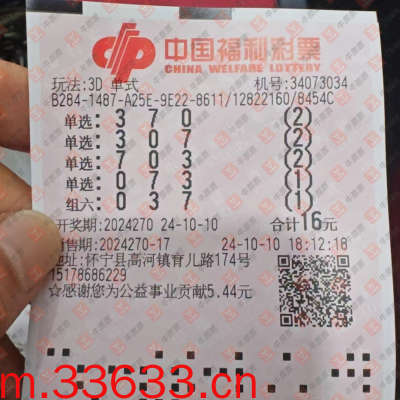 中国福利彩票
CHINA WELFARE LOTTERY
玩法:3D 单式 机号:34073034
B284-1487-A25E-9E22-8611/12822160/8454C
单选: 3 7 0 (2)
单选: 3 0 7 (2)
单选: 7 0 3 (2)
单选: 0 7 3 (1)
组六: 0 3 7 (1)
开奖期:2024270 24-10-10 合计16元
销售期:2024270-17 24-10-10 18:12:18
地址:怀宁县高河镇育儿路174号
15178686229
☆感谢您为公益事业贡献5.44元
m.33633.cn